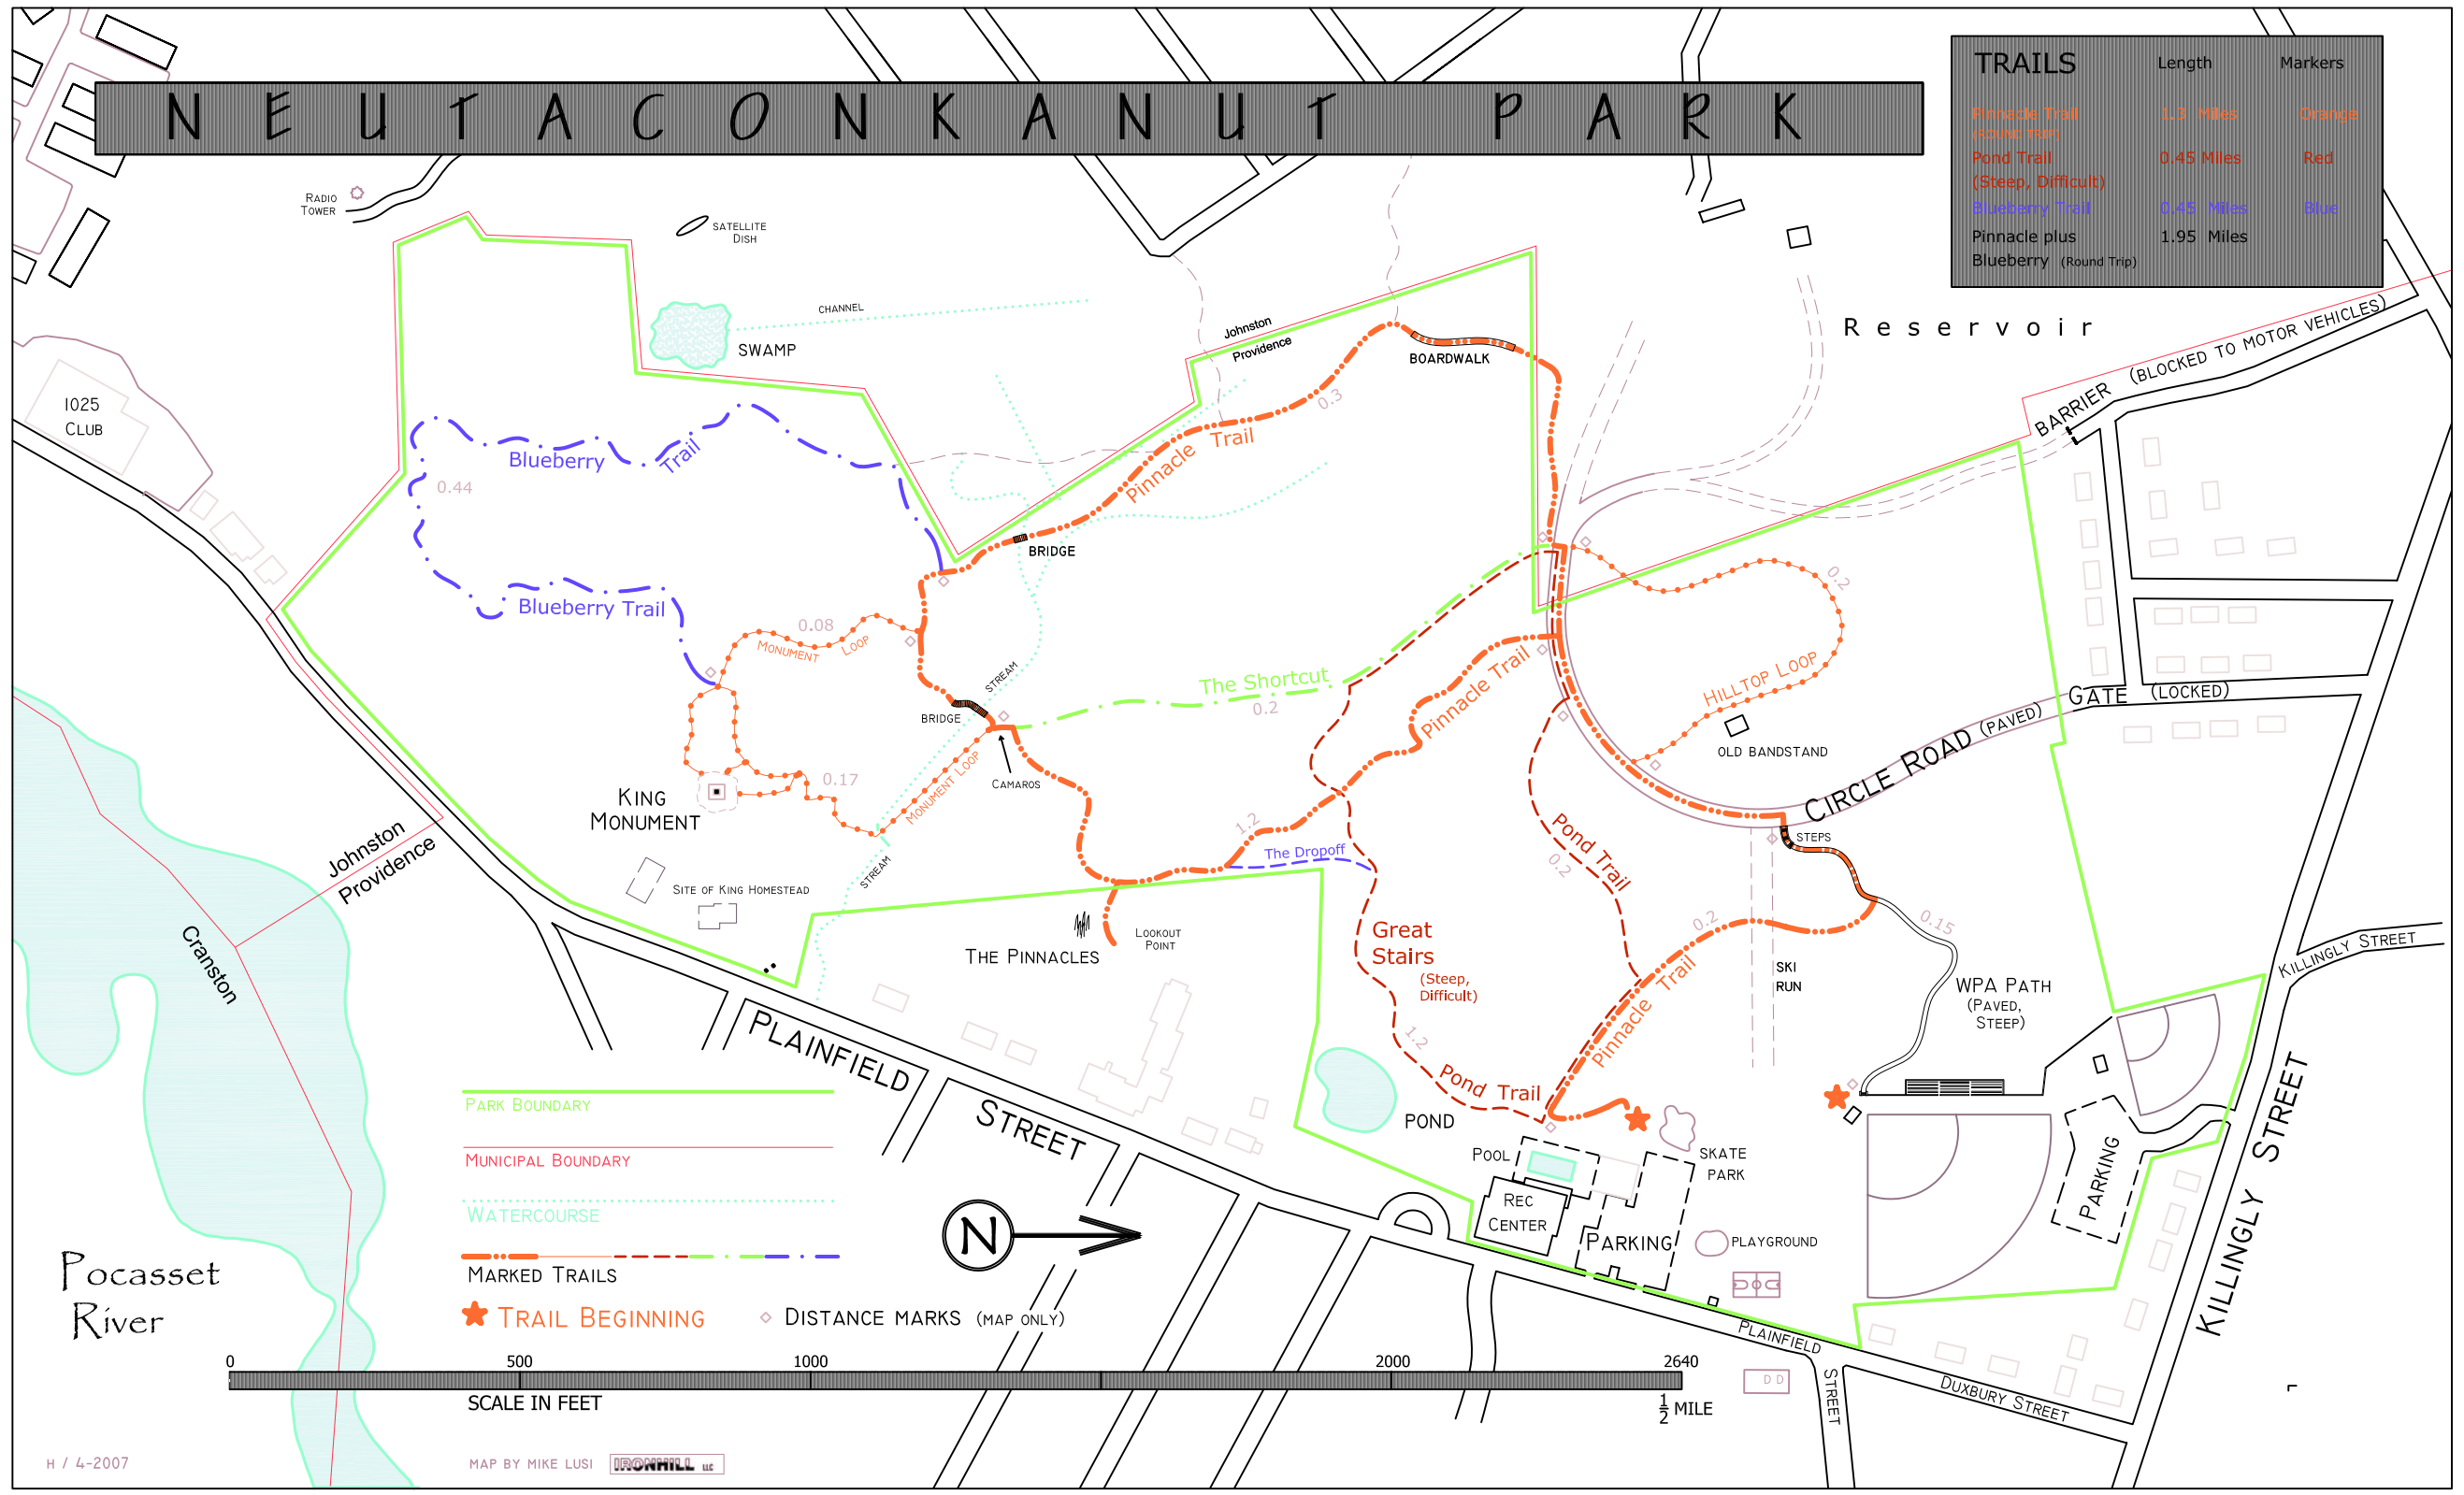 NEUTACONKANUT PARK
TRAILS Length Markers
Pinnacle Trail 1.3 Miles Orange
(ROUND TRIP)
Pond Trail 0.45 Miles Red
(Steep, Difficult)
Blueberry Trail 0.45 Miles Blue
Pinnacle plus 1.95 Miles
Blueberry (Round Trip)
RADIO
TOWER
SATELLITE
DISH
CHANNEL
SWAMP
Johnston
Providence
BOARDWALK
Reservoir
BARRIER (BLOCKED TO MOTOR VEHICLES)
1025
CLUB
0.3
Pinnacle Trail
Blueberry Trail
0.44
BRIDGE
Blueberry Trail
0.08
MONUMENT LOOP
0.2
STREAM
The Shortcut
0.2
Pinnacle Trail
HILLTOP LOOP
GATE (LOCKED)
BRIDGE
OLD BANDSTAND
CIRCLE ROAD (PAVED)
CAMAROS
0.17
MONUMENT LOOP
KING
MONUMENT
1.2
The Dropoff
Pond Trail
0.2
STEPS
Johnston
Providence
STREAM
SITE OF KING HOMESTEAD
Cranston
THE PINNACLES
LOOKOUT
POINT
Great
Stairs
(Steep,
Difficult)
0.2
0.15
Pinnacle Trail
SKI
RUN
WPA PATH
(PAVED,
STEEP)
KILLINGLY STREET
1.2
Pond Trail
PLAINFIELD STREET
POND
PARK BOUNDARY
MUNICIPAL BOUNDARY
WATERCOURSE
MARKED TRAILS
TRAIL BEGINNING
DISTANCE MARKS (MAP ONLY)
N
POOL
REC
CENTER
SKATE
PARK
PARKING
PLAYGROUND
PARKING
KILLINGLY STREET
PLAINFIELD
STREET
DUXBURY STREET
D D
Pocasset
River
0 500 1000 2000 2640
SCALE IN FEET
1/2 MILE
H / 4-2007
MAP BY MIKE LUSI IRONHILL LLC